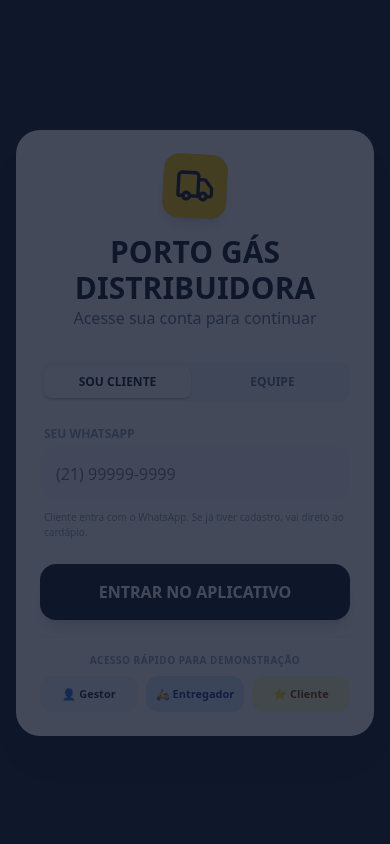 PORTO GÁS
DISTRIBUIDORA
Acesse sua conta para continuar
SOU CLIENTE
EQUIPE
SEU WHATSAPP
(21) 99999-9999
Cliente entra com o WhatsApp. Se já tiver cadastro, vai direto ao
cardápio.
ENTRAR NO APLICATIVO
ACESSO RÁPIDO PARA DEMONSTRAÇÃO
👤 Gestor
🛵 Entregador
⭐ Cliente